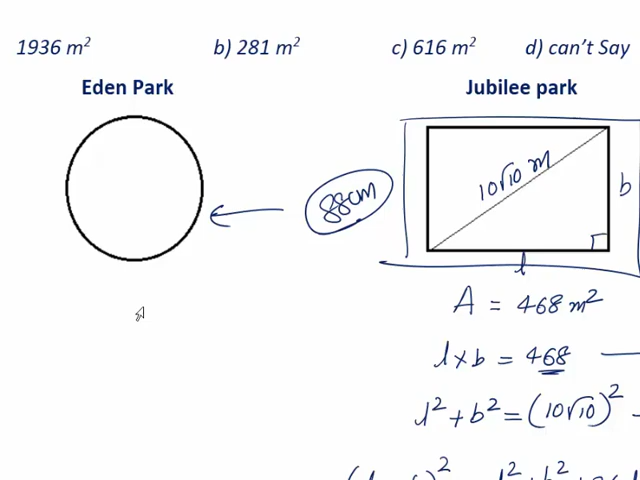 1936 m² b) 281 m² c) 616 m² d) can't Say
Eden Park Jubilee park
10√10 m
88cm
b
l
A = 468 m²
l × b = 468
l² + b² = (10√10)²